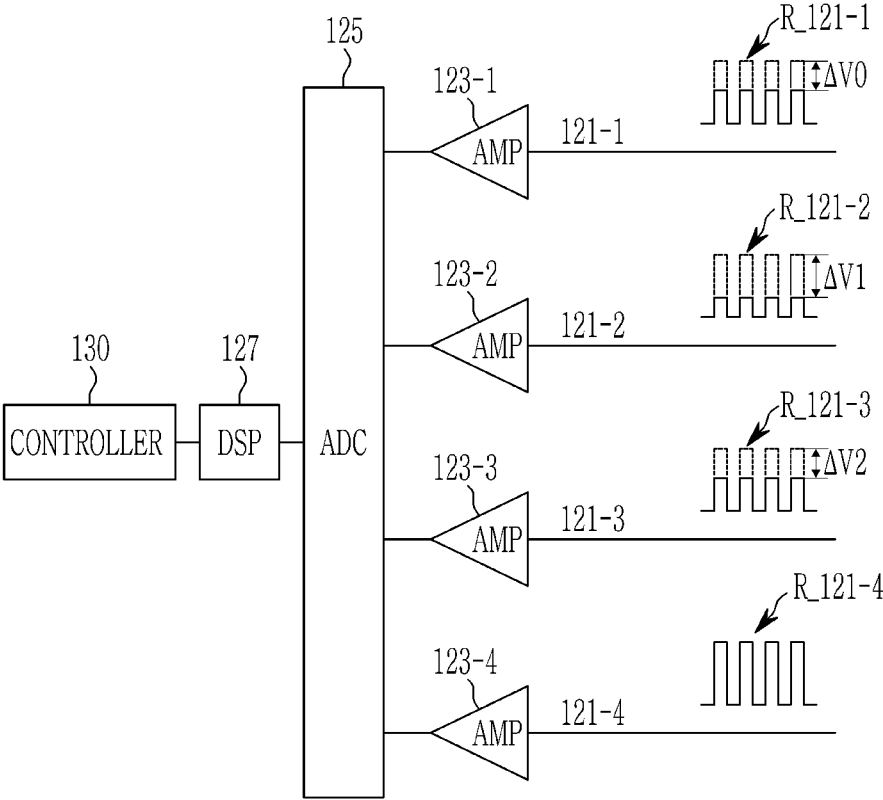 R_121-1
125
123-1
ΔV0
AMP
121-1
R_121-2
123-2
ΔV1
AMP
121-2
130
127
CONTROLLER
DSP
ADC
R_121-3
123-3
ΔV2
AMP
121-3
R_121-4
123-4
AMP
121-4